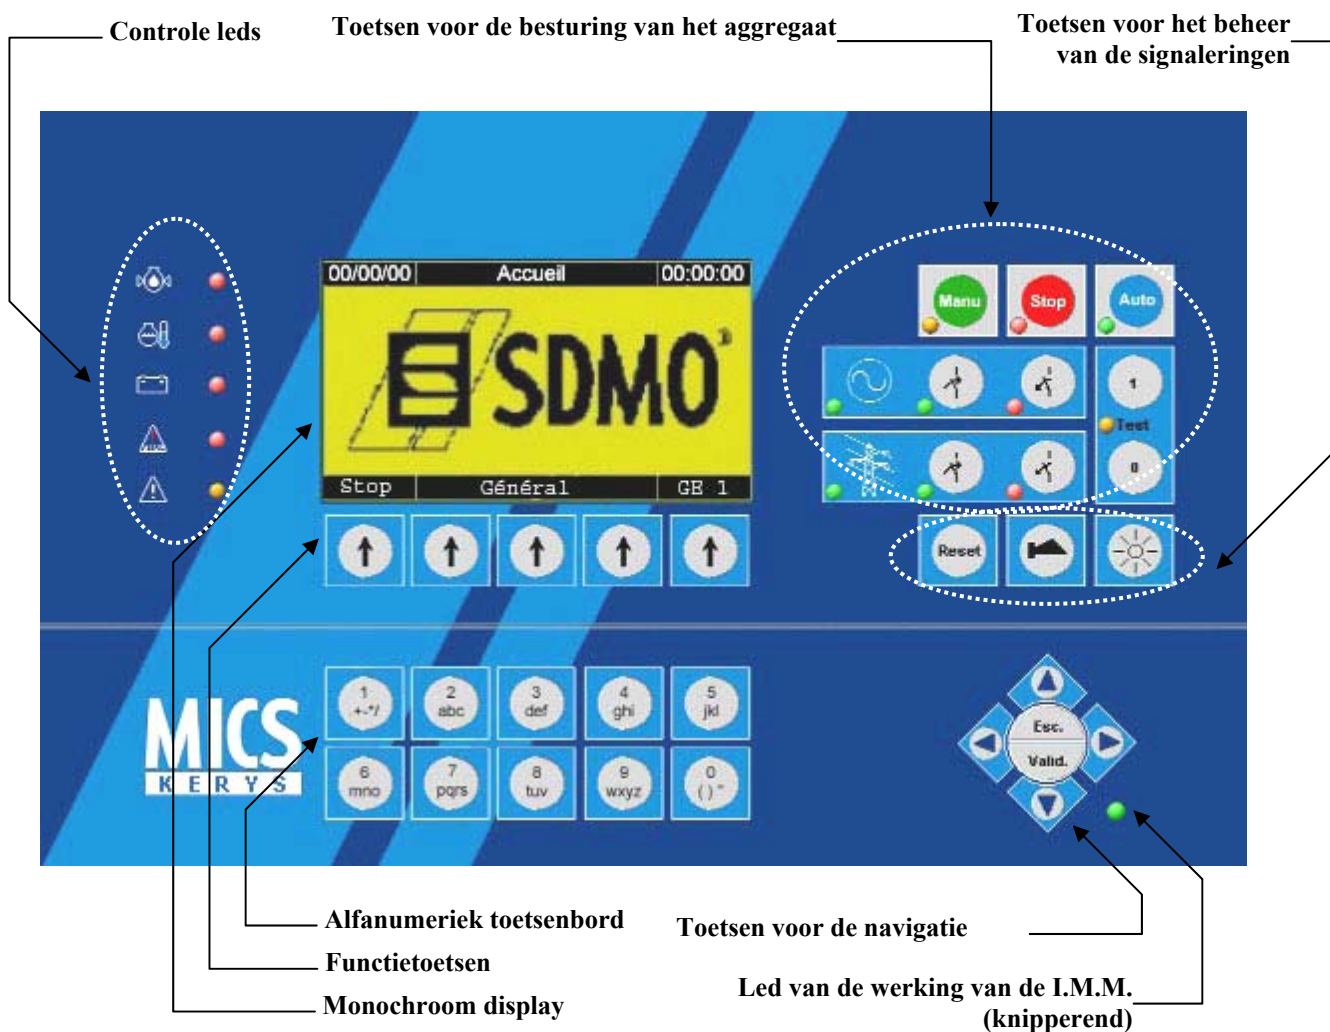 Controle leds
Toetsen voor de besturing van het aggregaat
Toetsen voor het beheer
van de signaleringen
00/00/00 Accueil 00:00:00
SDMO
Stop Général GE 1
Manu Stop Auto
1
Test
0
Reset
MICS
KERYS
1 2 3 4 5
+-*/ abc def ghi jkl
6 7 8 9 0
mno pqrs tuv wxyz ( ) "
Esc.
Valid.
Alfanumeriek toetsenbord
Functietoetsen
Monochroom display
Toetsen voor de navigatie
Led van de werking van de I.M.M.
(knipperend)